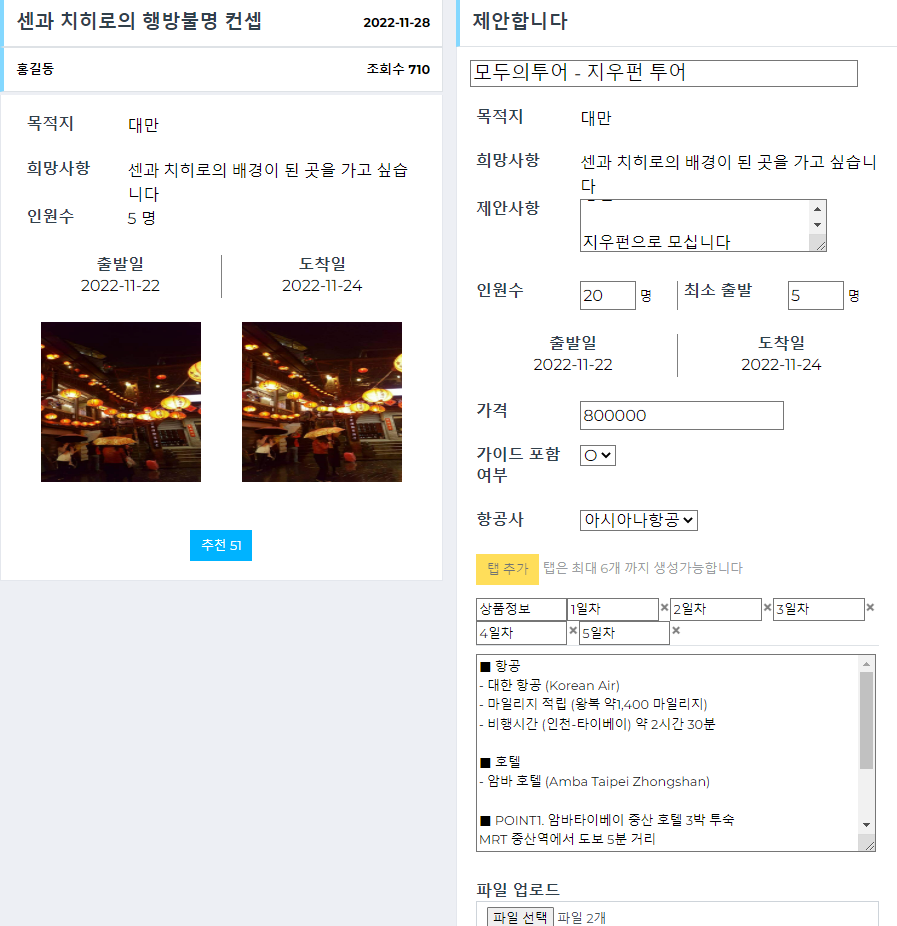 센과 치히로의 행방불명 컨셉
2022-11-28
홍길동
조회수 710
목적지
대만
희망사항
센과 치히로의 배경이 된 곳을 가고 싶습
니다
인원수
5 명
출발일
도착일
2022-11-22
2022-11-24
추천 51
제안합니다
모두의투어 - 지우펀 투어
목적지
대만
희망사항
센과 치히로의 배경이 된 곳을 가고 싶습니
다
제안사항
지우펀으로 모십니다
인원수
20 명
최소 출발
5 명
출발일
도착일
2022-11-22
2022-11-24
가격
800000
가이드 포함
여부
O
항공사
아시아나항공
탭 추가 탭은 최대 6개 까지 생성가능합니다
상품정보 1일차 × 2일차 × 3일차 ×
4일차 × 5일차 ×
■ 항공
- 대한 항공 (Korean Air)
- 마일리지 적립 (왕복 약1,400 마일리지)
- 비행시간 (인천-타이베이) 약 2시간 30분
■ 호텔
- 암바 호텔 (Amba Taipei Zhongshan)
■ POINT1. 암바타이베이 중산 호텔 3박 투숙
MRT 중산역에서 도보 5분 거리
파일 업로드
파일 선택 파일 2개